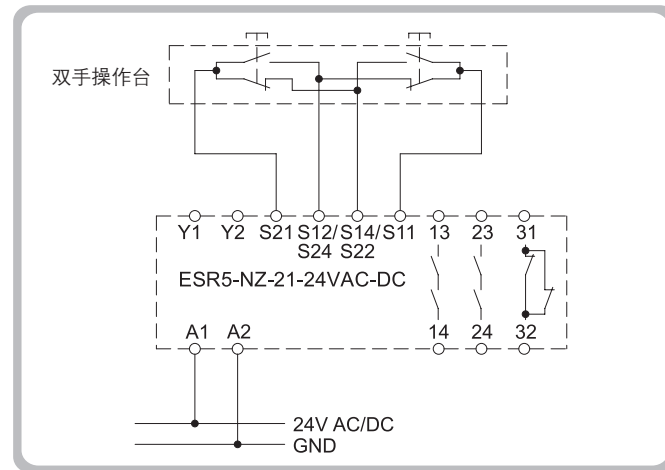 双手操作台
Y1 Y2 S21 S12/ S14/ S11 13 23 31
S24 S22
ESR5-NZ-21-24VAC-DC
A1 A2 14 24 32
24V AC/DC
GND